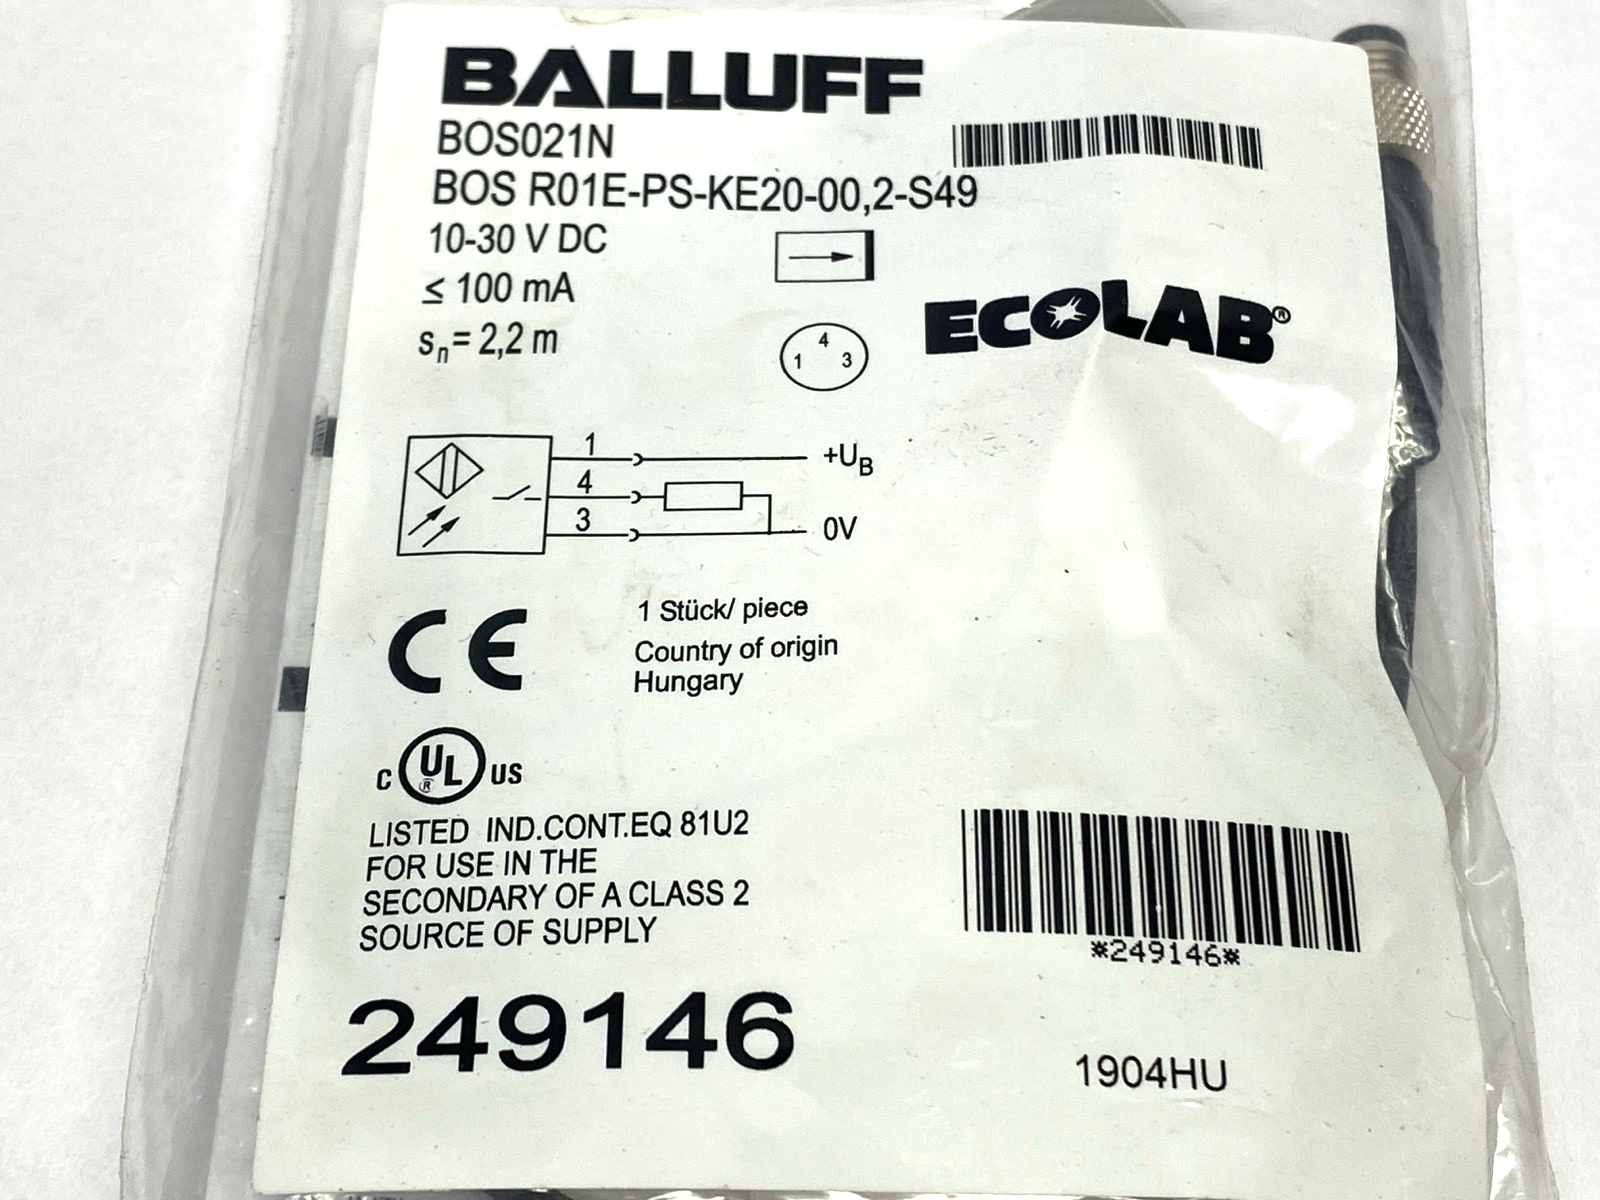 BALLUFF
BOS021N
BOS R01E-PS-KE20-00,2-S49
10-30 V DC
≤ 100 mA
sn= 2,2 m
4
1 3
ECOLAB®
1 +UB
4
3 0V
CE
1 Stück/ piece
Country of origin
Hungary
C UL® US
LISTED IND.CONT.EQ 81U2
FOR USE IN THE
SECONDARY OF A CLASS 2
SOURCE OF SUPPLY
*249146*
249146
1904HU